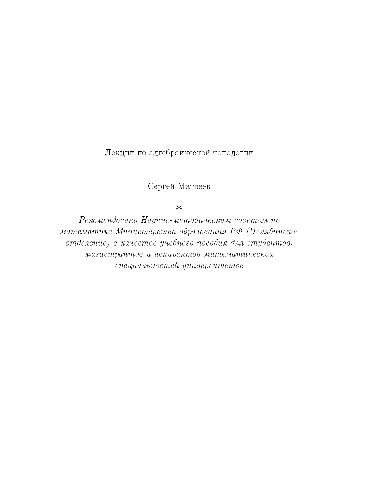 Лекции по алгебраической топологии
Сергей Матвеев
Рекомендовано Научно-методическим советом по
математике Министерства образования РФ
отделение, в качестве учебного пособия для студентов,
магистрантов и аспирантов математических
специальностей университетов